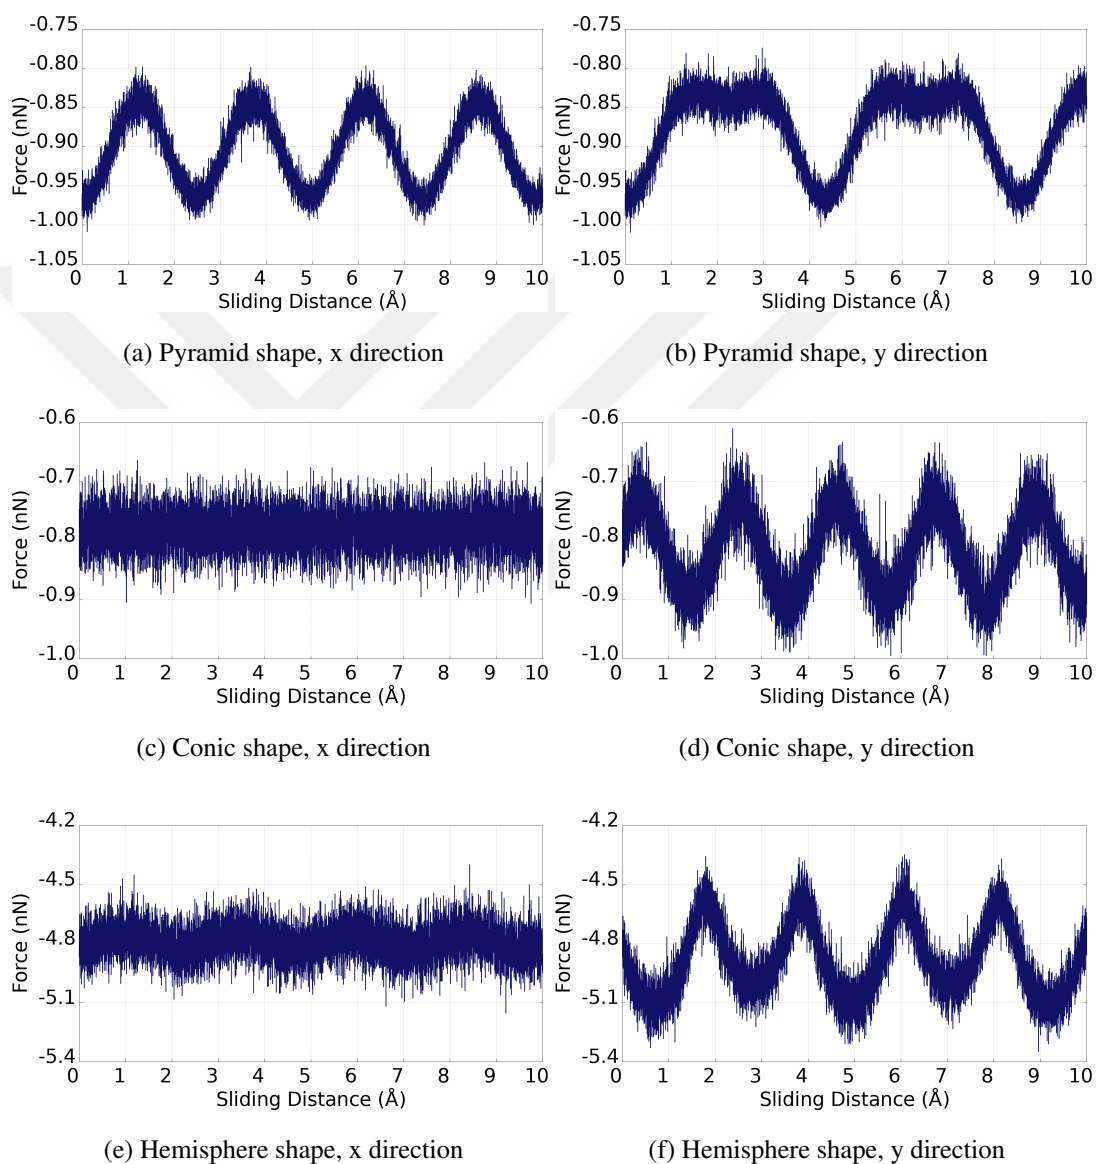 -0.75
-0.80
-0.85
-0.90
-0.95
-1.00
-1.05
Force (nN)
0 1 2 3 4 5 6 7 8 9 10
Sliding Distance (Å)
(a) Pyramid shape, x direction
-0.75
-0.80
-0.85
-0.90
-0.95
-1.00
-1.05
Force (nN)
0 1 2 3 4 5 6 7 8 9 10
Sliding Distance (Å)
(b) Pyramid shape, y direction
-0.6
-0.7
-0.8
-0.9
-1.0
Force (nN)
0 1 2 3 4 5 6 7 8 9 10
Sliding Distance (Å)
(c) Conic shape, x direction
-0.6
-0.7
-0.8
-0.9
-1.0
Force (nN)
0 1 2 3 4 5 6 7 8 9 10
Sliding Distance (Å)
(d) Conic shape, y direction
-4.2
-4.5
-4.8
-5.1
-5.4
Force (nN)
0 1 2 3 4 5 6 7 8 9 10
Sliding Distance (Å)
(e) Hemisphere shape, x direction
-4.2
-4.5
-4.8
-5.1
-5.4
Force (nN)
0 1 2 3 4 5 6 7 8 9 10
Sliding Distance (Å)
(f) Hemisphere shape, y direction